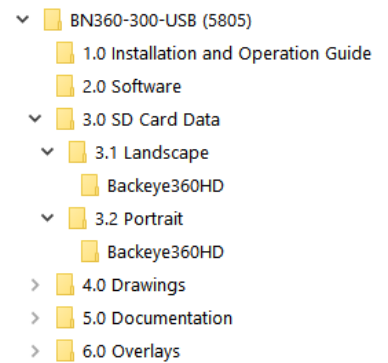 BN360-300-USB (5805)
1.0 Installation and Operation Guide
2.0 Software
3.0 SD Card Data
3.1 Landscape
Backeye360HD
3.2 Portrait
Backeye360HD
4.0 Drawings
5.0 Documentation
6.0 Overlays